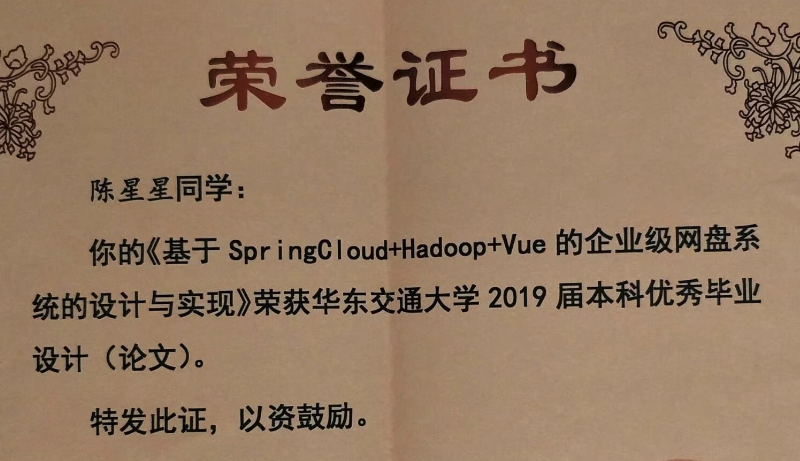 荣誉证书
陈星星同学：
你的《基于 SpringCloud+Hadoop+Vue 的企业级网盘系
统的设计与实现》荣获华东交通大学 2019 届本科优秀毕业
设计（论文）。
特发此证，以资鼓励。